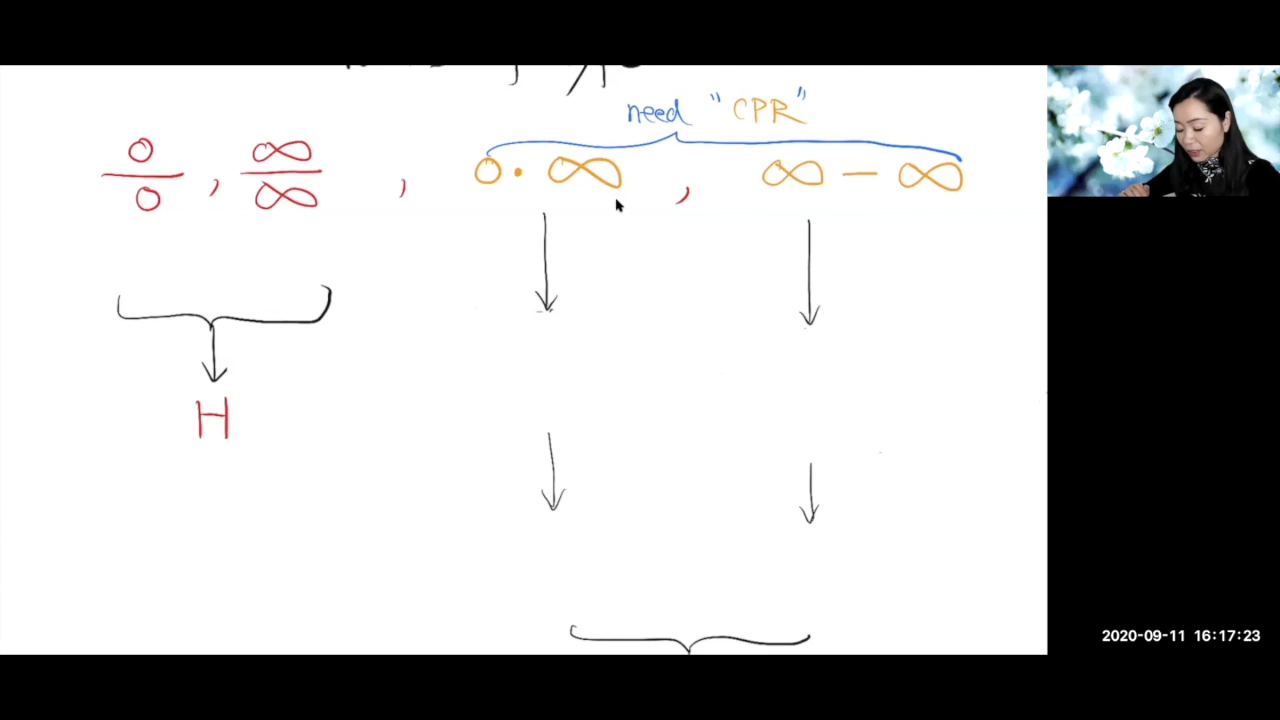 need "CPR"
0/0 , ∞/∞ , 0 · ∞ , ∞ − ∞
H
2020-09-11 16:17:23